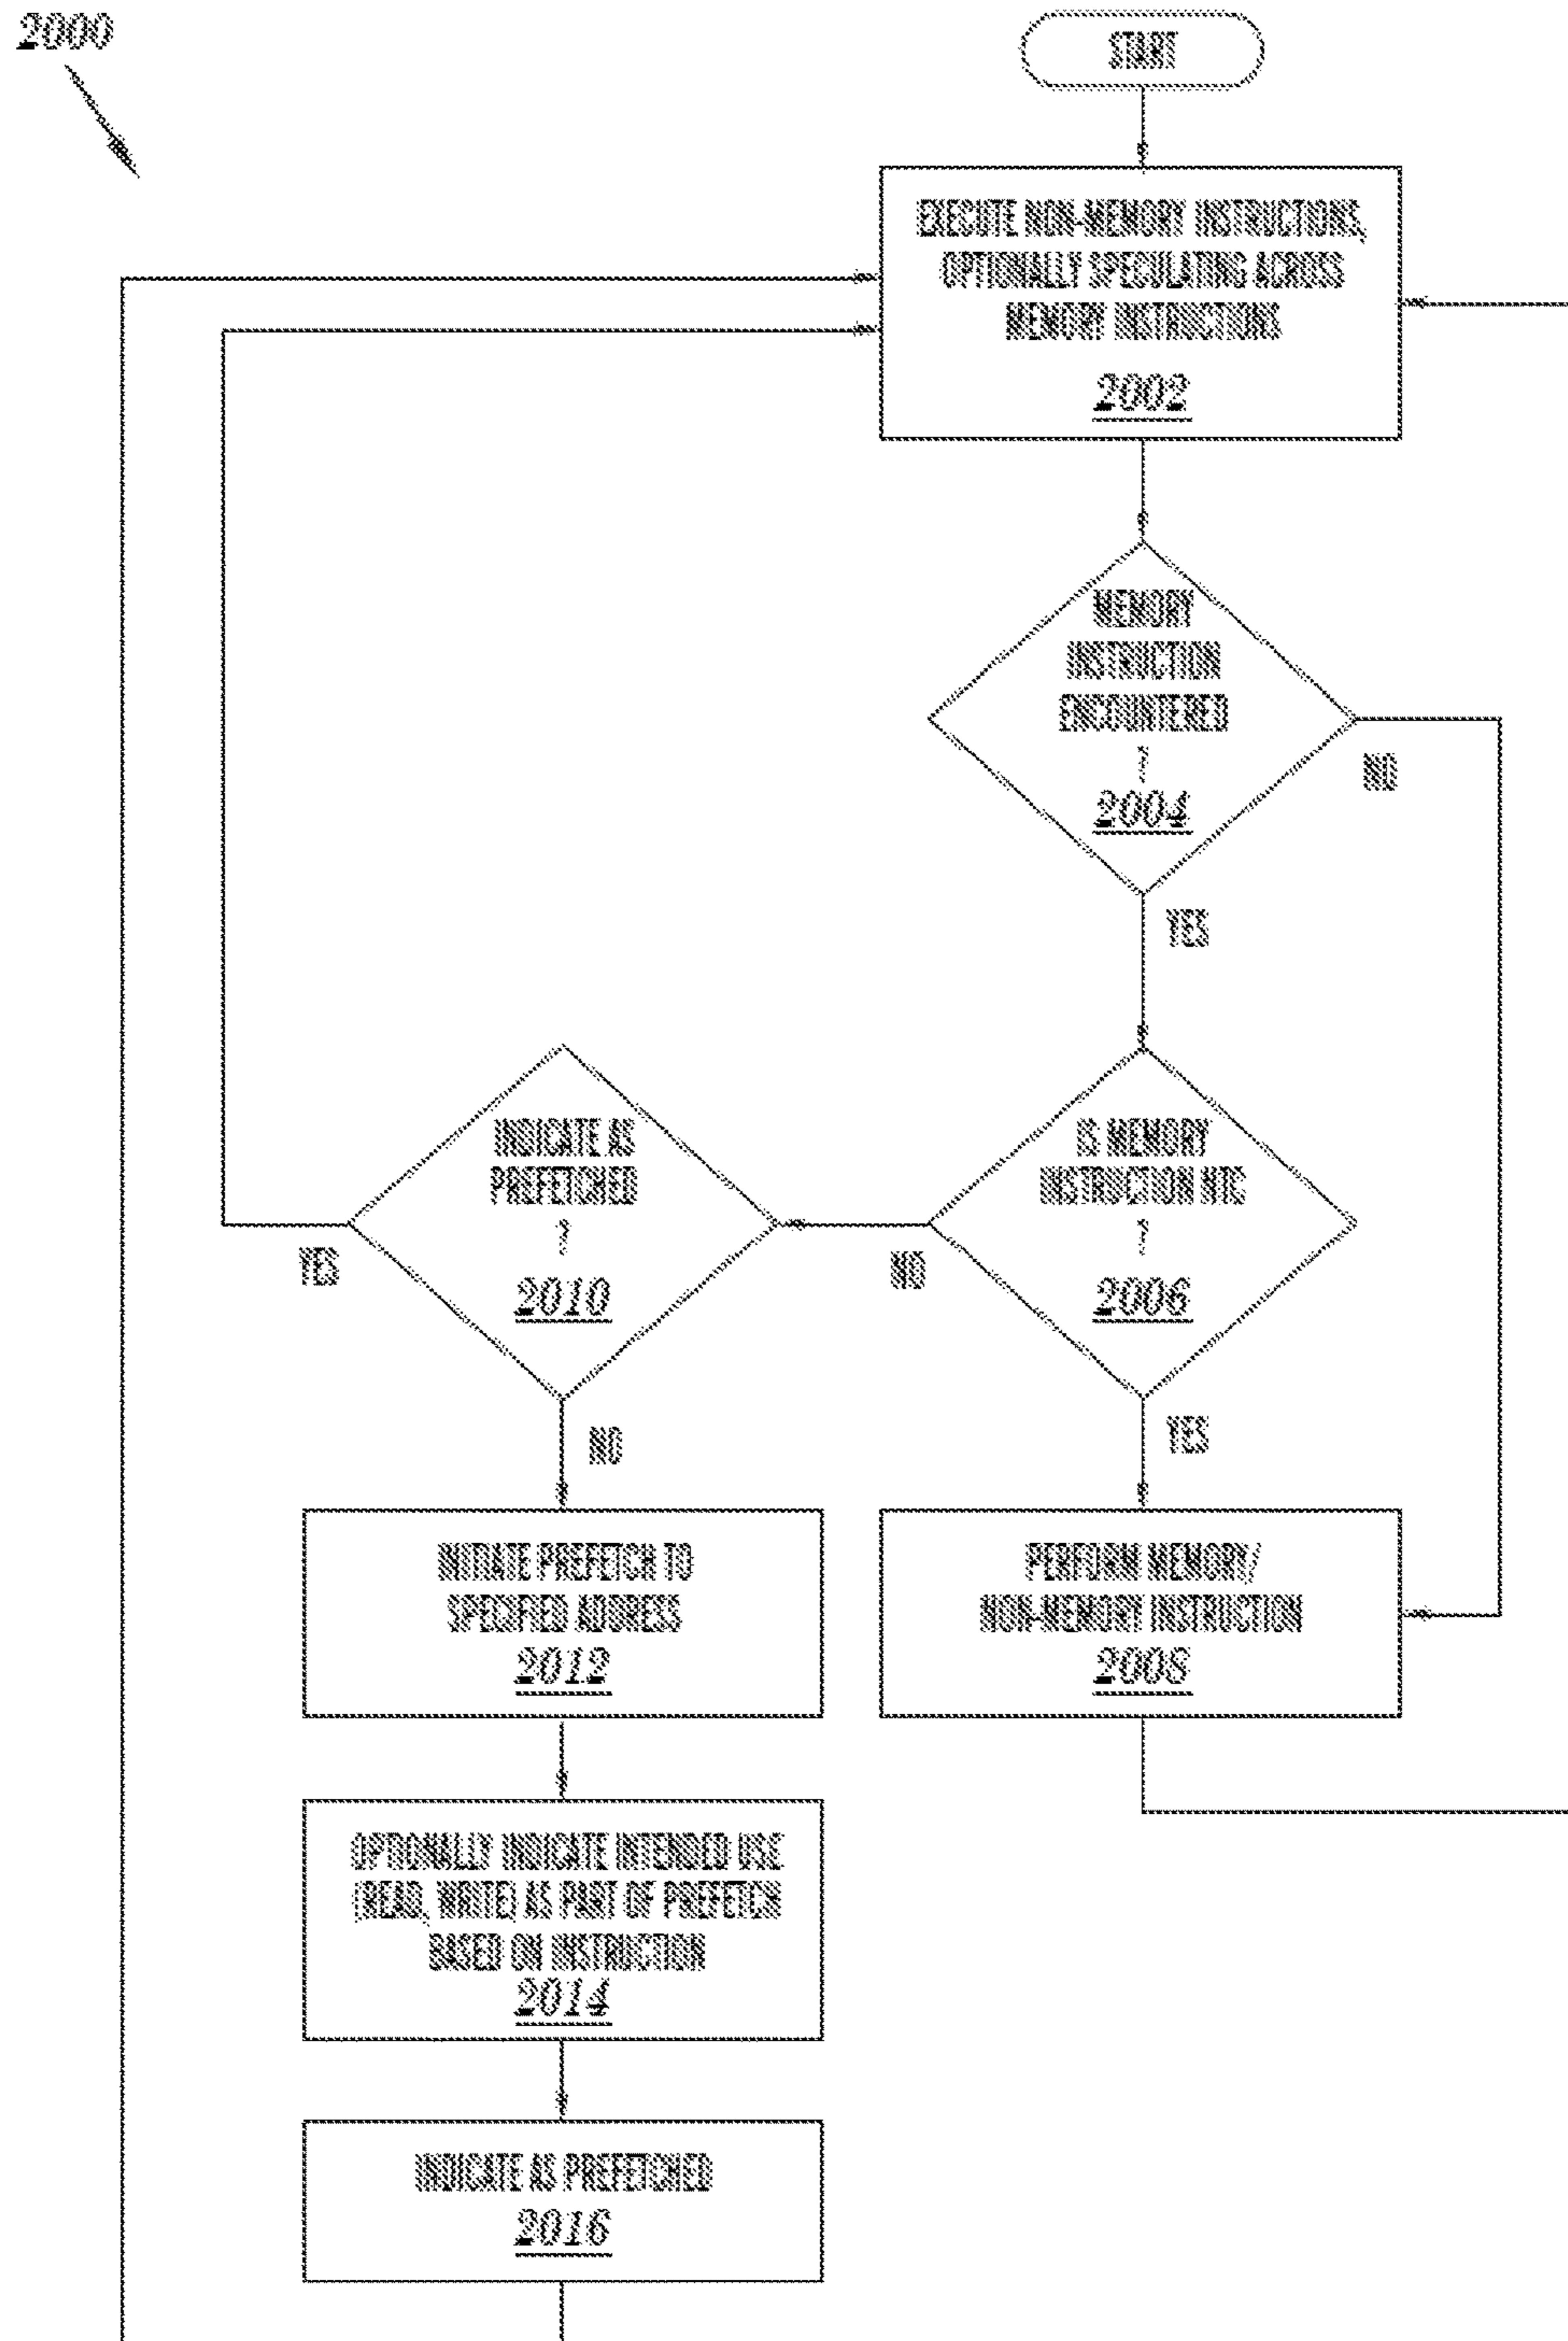 2000
START
EXECUTE NON-MEMORY INSTRUCTIONS,
OPTIONALLY SPECULATING ACROSS
MEMORY INSTRUCTIONS
2002
MEMORY
INSTRUCTION
ENCOUNTERED
?
2004
NO
YES
INDICATE AS
PREFETCHED
?
2010
YES
NO
IS MEMORY
INSTRUCTION NTC
?
2006
NO
YES
INITIATE PREFETCH TO
SPECIFIED ADDRESS
2012
PERFORM MEMORY/
NON-MEMORY INSTRUCTION
2008
OPTIONALLY INDICATE INTENDED USE
(READ, WRITE) AS PART OF PREFETCH
BASED ON INSTRUCTION
2014
INDICATE AS PREFETCHED
2016